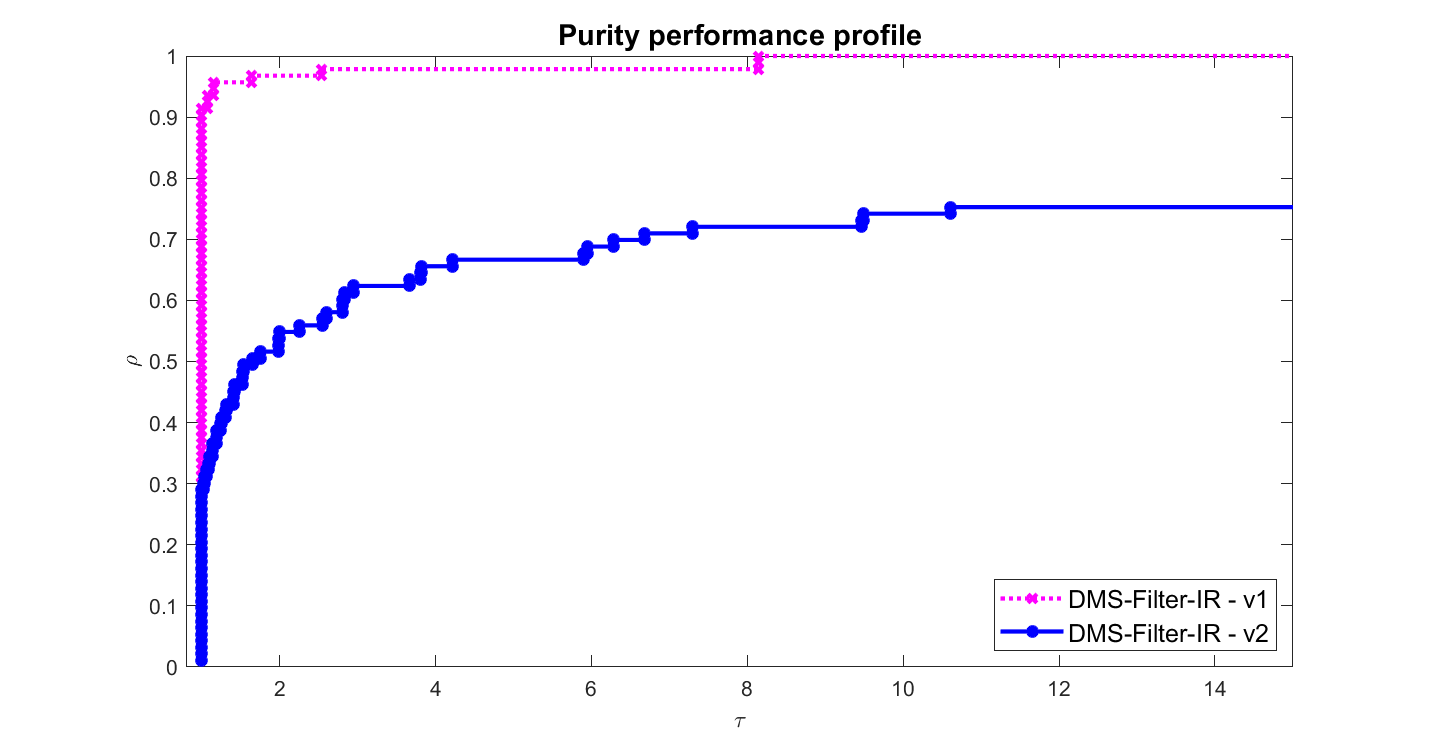 Purity performance profile
1
0.9
0.8
0.7
0.6
0.5
0.4
0.3
0.2
0.1
0
ρ
2 4 6 8 10 12 14
τ
DMS-Filter-IR - v1
DMS-Filter-IR - v2